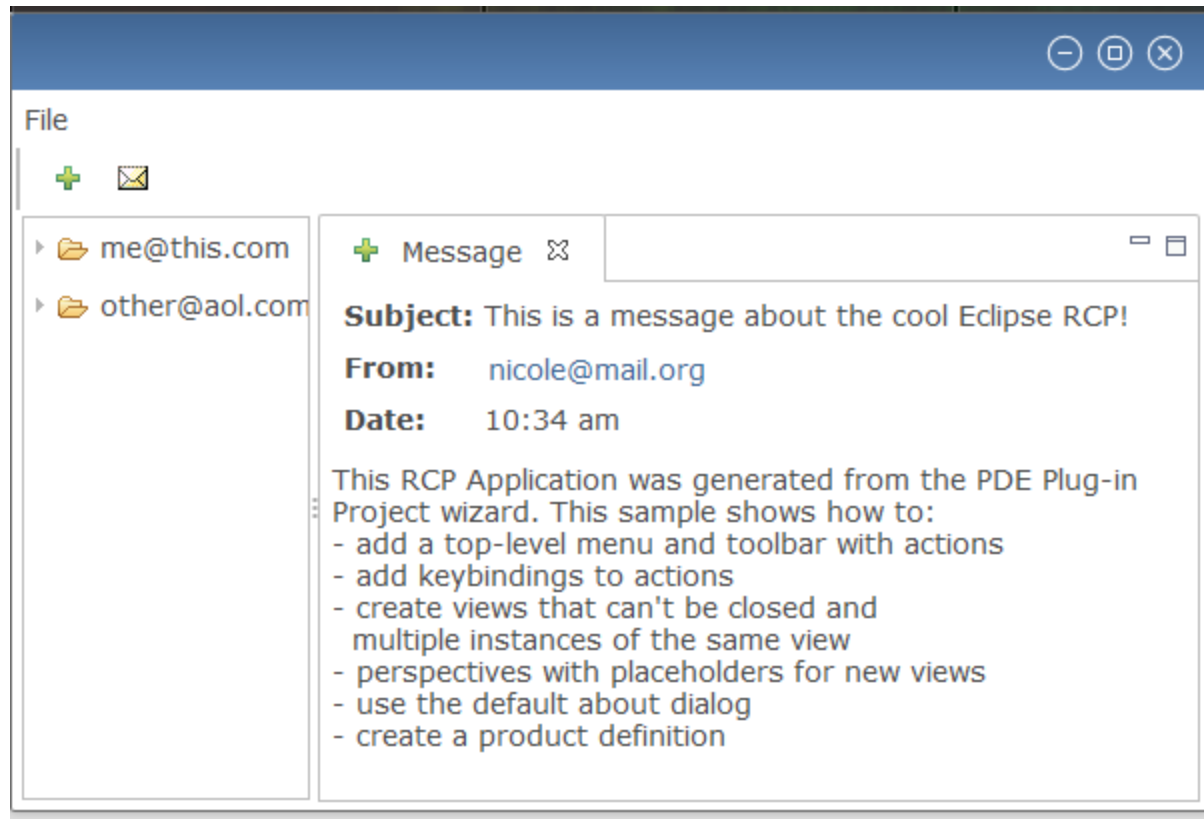 File
me@this.com
other@aol.com
Message
Subject: This is a message about the cool Eclipse RCP!
From: nicole@mail.org
Date: 10:34 am
This RCP Application was generated from the PDE Plug-in
Project wizard. This sample shows how to:
- add a top-level menu and toolbar with actions
- add keybindings to actions
- create views that can't be closed and
  multiple instances of the same view
- perspectives with placeholders for new views
- use the default about dialog
- create a product definition